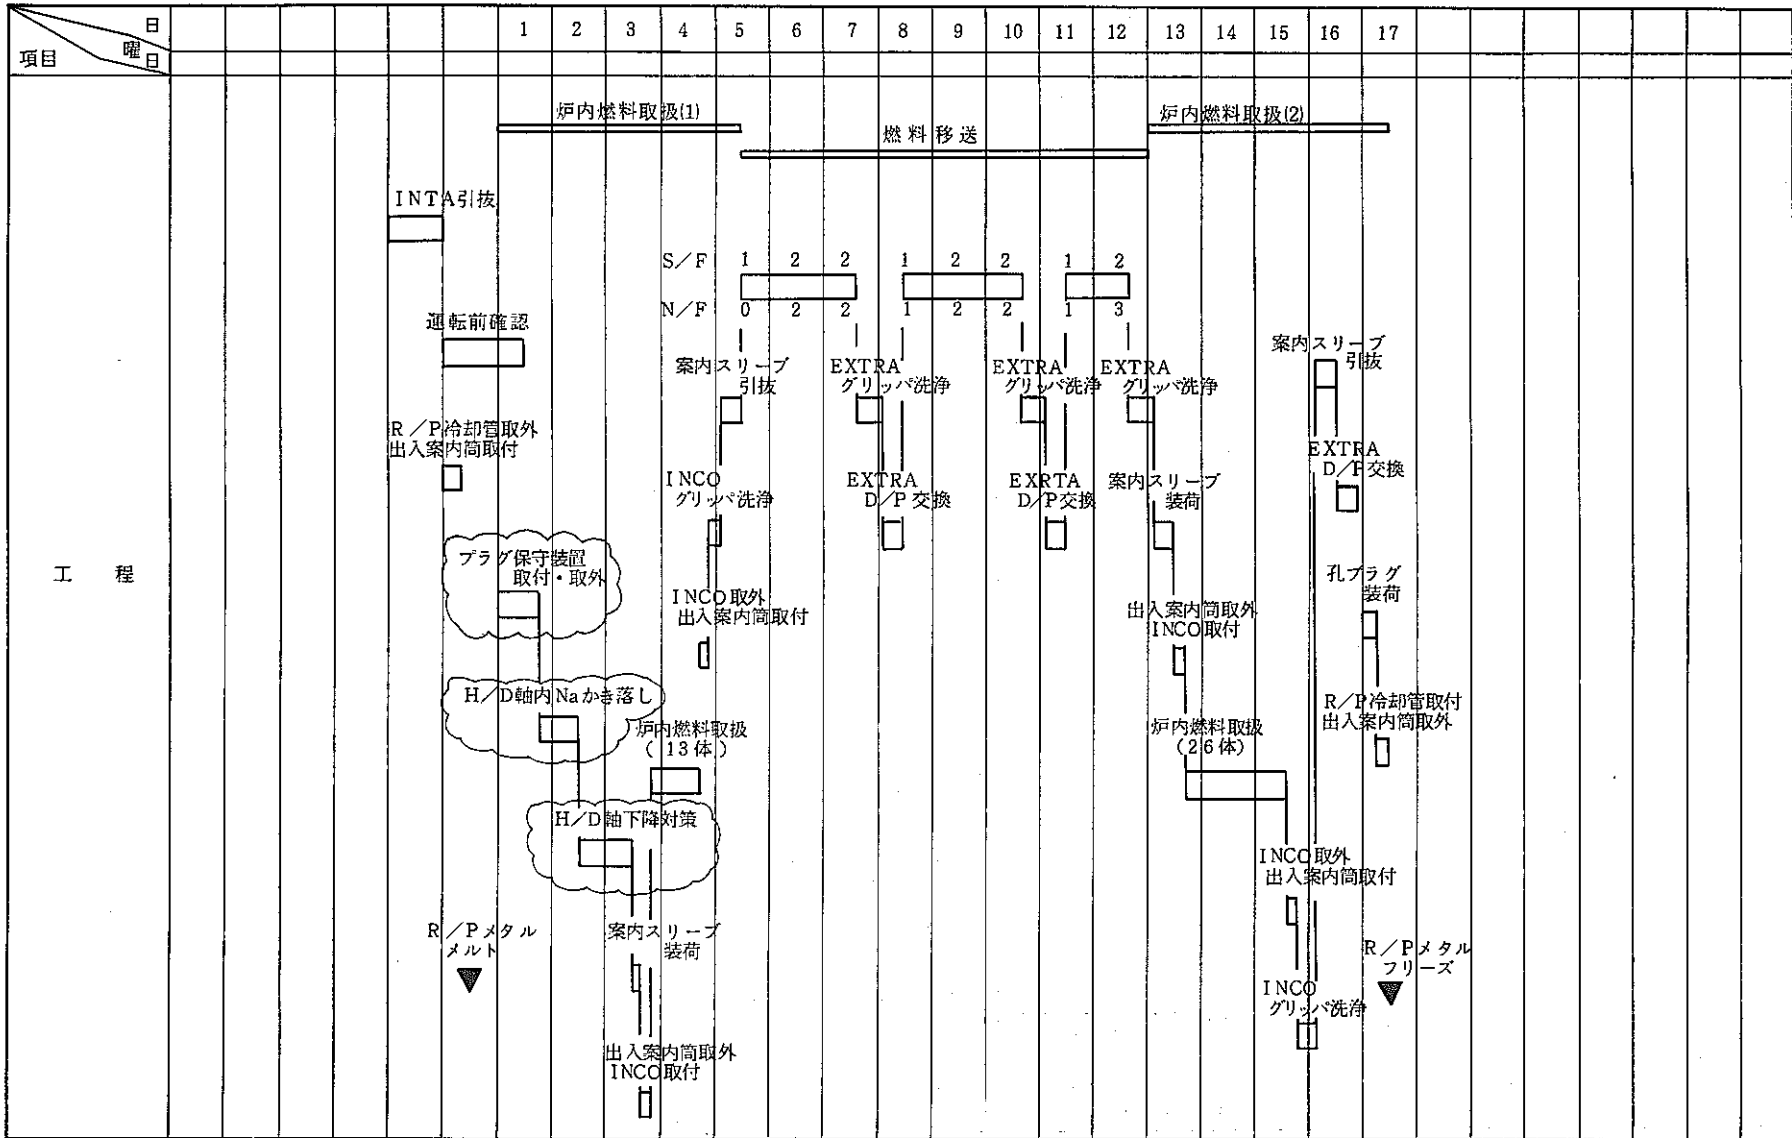 日
曜日
項目
1 2 3 4 5 6 7 8 9 10 11 12 13 14 15 16 17
工程
炉内燃料取扱(1)
燃料移送
炉内燃料取扱(2)
INTA引抜
S/F 1 2 2 1 2 2 1 2
N/F 0 2 2 1 2 2 1 3
運転前確認
R/P冷却管取外
出入案内筒取付
プラグ保守装置
取付・取外
H/D軸内Naかき落し
H/D軸下降対策
R/Pメタル
メルト
案内スリーブ
装荷
出入案内筒取外
INCO取付
炉内燃料取扱
(13体)
INCO取外
出入案内筒取付
INCO
グリッパ洗浄
案内スリーブ
引抜
EXTRA
グリッパ洗浄
EXTRA
D/P交換
EXTRA
グリッパ洗浄
EXRTA
D/P交換
EXTRA
グリッパ洗浄
案内スリーブ
装荷
出入案内筒取外
INCO取付
炉内燃料取扱
(26体)
INCO取外
出入案内筒取付
INCO
グリッパ洗浄
案内スリーブ
引抜
EXTRA
D/P交換
孔プラグ
装荷
R/P冷却管取付
出入案内筒取外
R/Pメタル
フリーズ